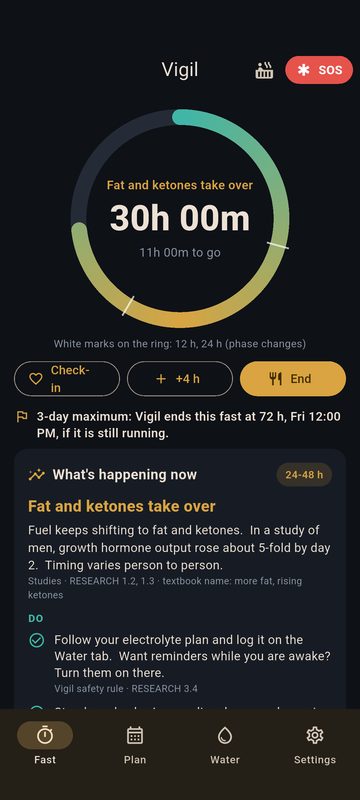 Vigil
SOS
Fat and ketones take over
30h 00m
11h 00m to go
White marks on the ring: 12 h, 24 h (phase changes)
Check-
in
+4 h
End
3-day maximum: Vigil ends this fast at 72 h, Fri 12:00
PM, if it is still running.
What's happening now
24-48 h
Fat and ketones take over
Fuel keeps shifting to fat and ketones.  In a study of
men, growth hormone output rose about 5-fold by day
2.  Timing varies person to person.
Studies · RESEARCH 1.2, 1.3 · textbook name: more fat, rising
ketones
DO
Follow your electrolyte plan and log it on the
Water tab.  Want reminders while you are awake?
Turn them on there.
Vigil safety rule · RESEARCH 3.4
Fast
Plan
Water
Settings